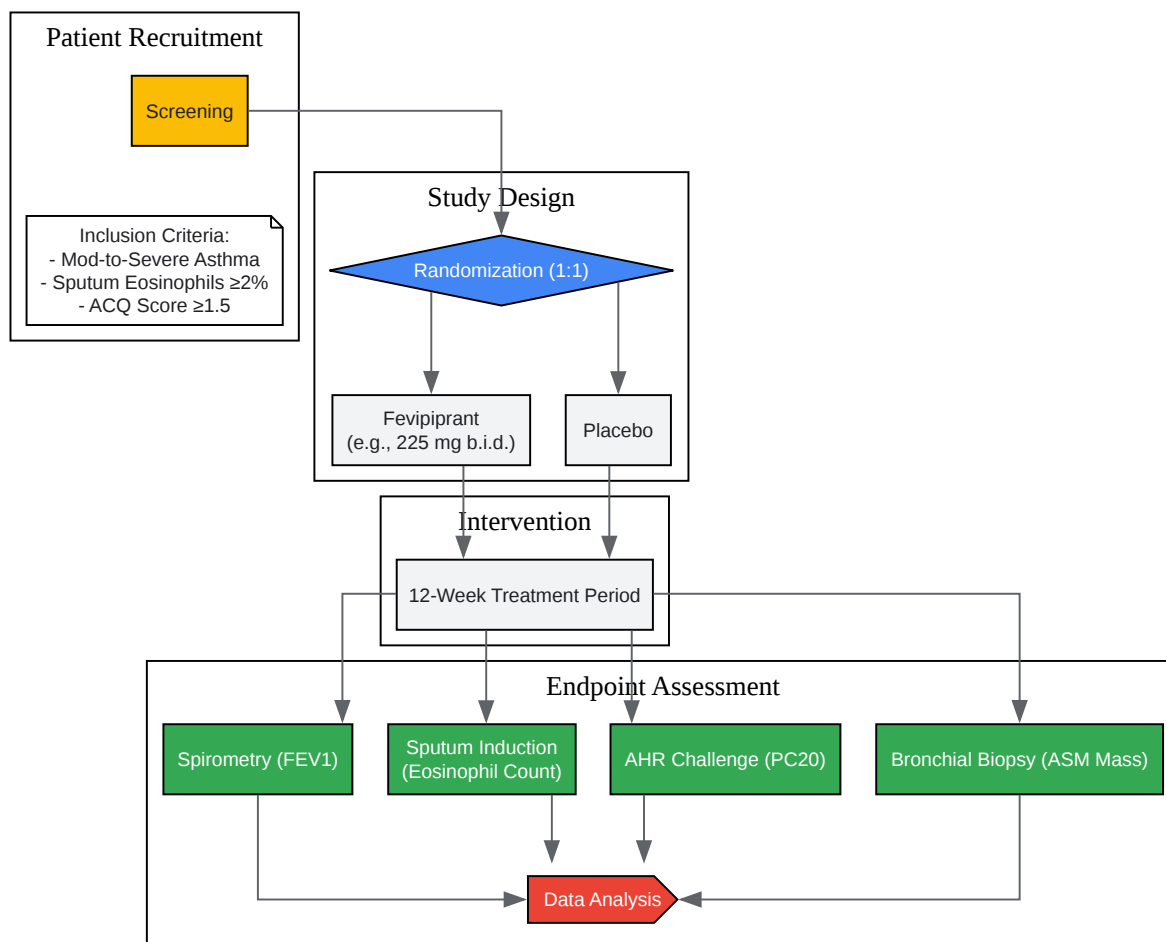 Patient Recruitment
Screening
Inclusion Criteria:
- Mod-to-Severe Asthma
- Sputum Eosinophils ≥2%
- ACQ Score ≥1.5
Study Design
Randomization (1:1)
Fevipiprant
(e.g., 225 mg b.i.d.)
Placebo
Intervention
12-Week Treatment Period
Endpoint Assessment
Spirometry (FEV1)
Sputum Induction
(Eosinophil Count)
AHR Challenge (PC20)
Bronchial Biopsy (ASM Mass)
Data Analysis